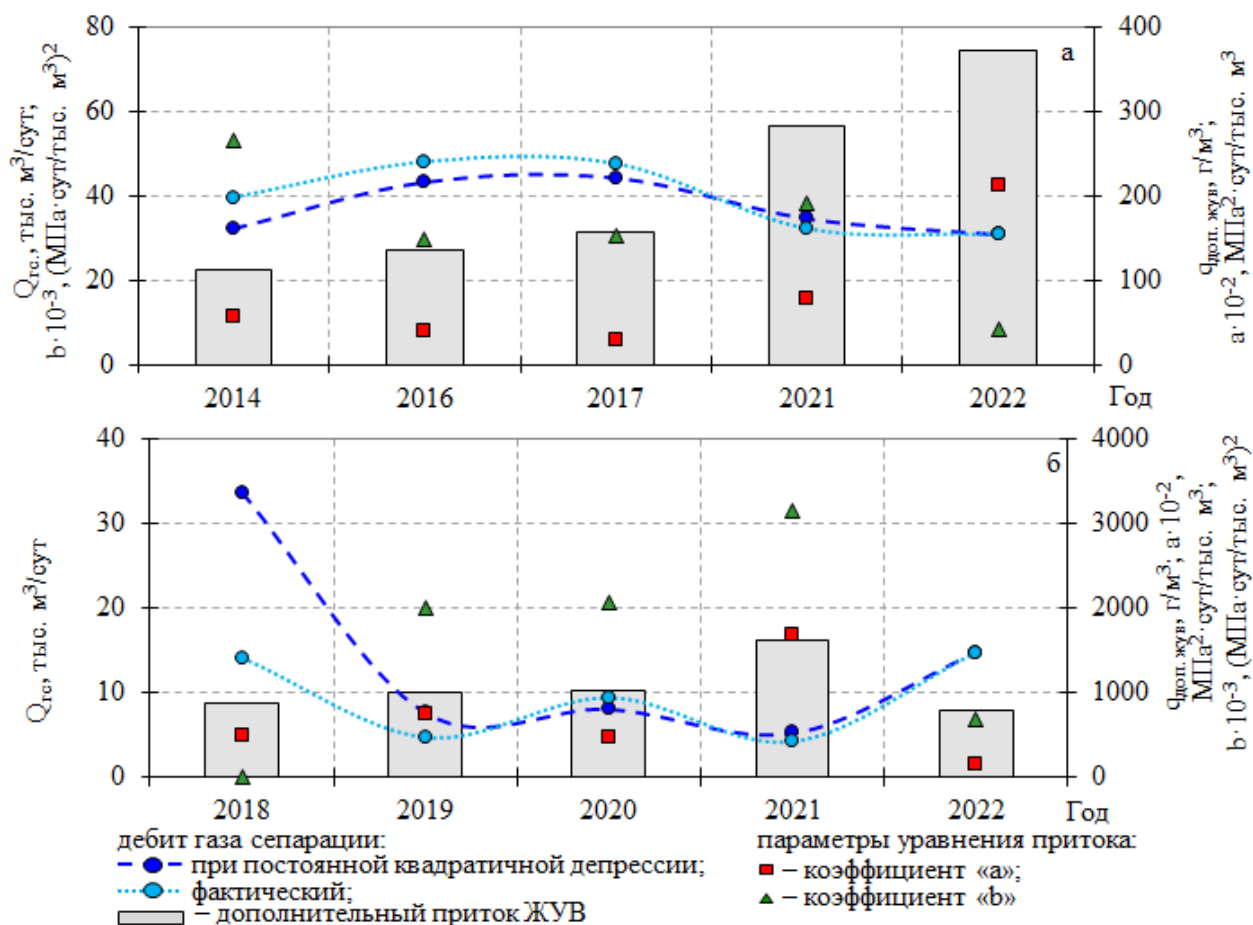 Qгс., тыс. м³/сут;
b·10⁻³, (МПа·сут/тыс. м³)²
80
60
40
20
0
а
400
300
200
100
0
qдоп. жув, г/м³;
a·10⁻², МПа²·сут/тыс. м³
2014 2016 2017 2021 2022 Год
Qгс, тыс. м³/сут
40
30
20
10
0
б
4000
3000
2000
1000
0
qдоп. жув, г/м³; a·10⁻²,
МПа²·сут/тыс. м³;
b·10⁻³, (МПа·сут/тыс. м³)²
2018 2019 2020 2021 2022 Год
дебит газа сепарации:
при постоянной квадратичной депрессии;
фактический;
– дополнительный приток ЖУВ
параметры уравнения притока:
– коэффициент «а»;
– коэффициент «b»